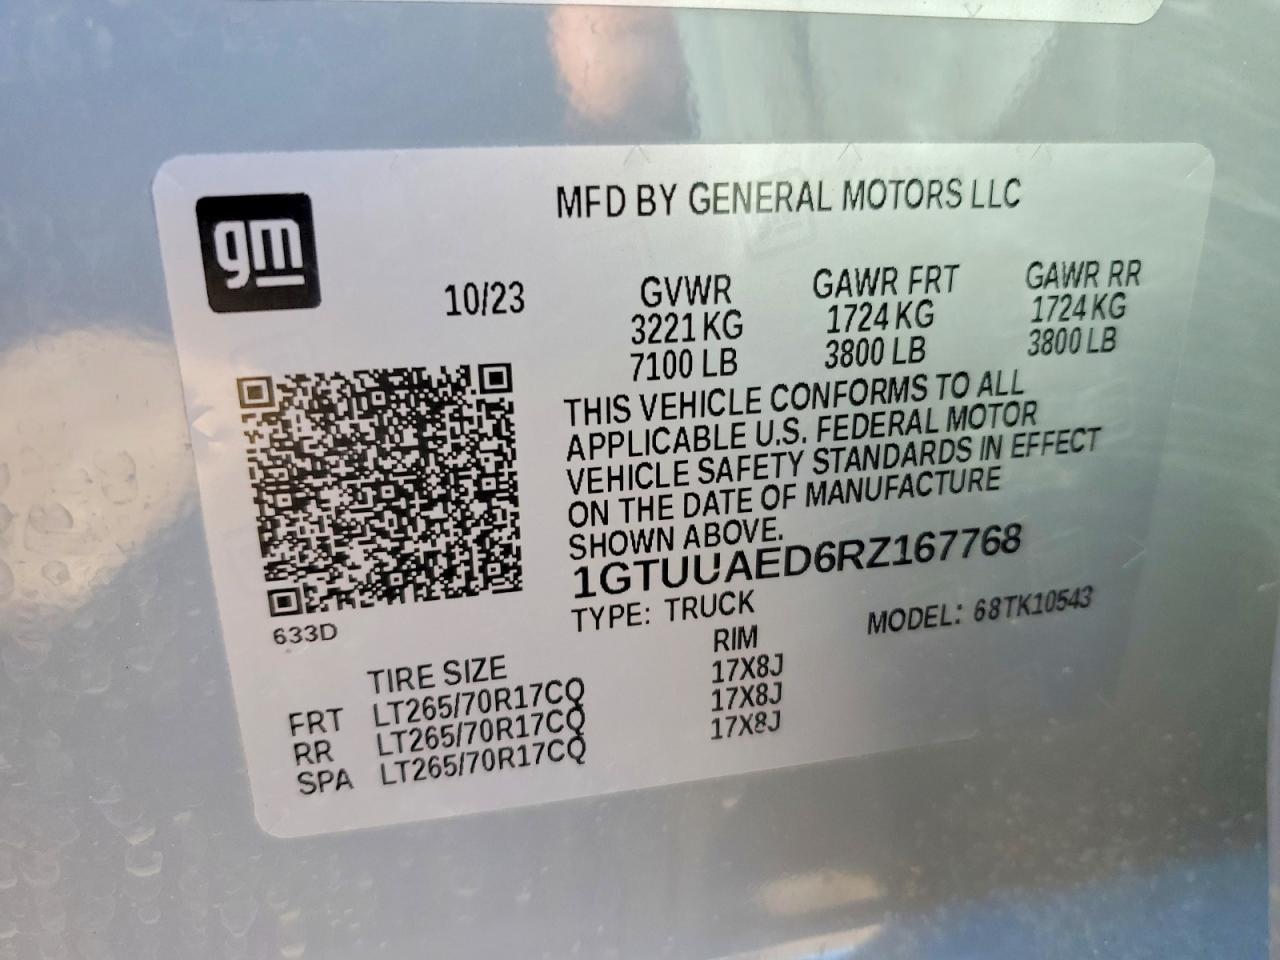 gm
MFD BY GENERAL MOTORS LLC
10/23
GVWR GAWR FRT GAWR RR
3221 KG 1724 KG 1724 KG
7100 LB 3800 LB 3800 LB
THIS VEHICLE CONFORMS TO ALL
APPLICABLE U.S. FEDERAL MOTOR
VEHICLE SAFETY STANDARDS IN EFFECT
ON THE DATE OF MANUFACTURE
SHOWN ABOVE.
1GTUUAED6RZ167768
TYPE: TRUCK MODEL: 68TK10543
633D
TIRE SIZE RIM
FRT LT265/70R17CQ 17X8J
RR LT265/70R17CQ 17X8J
SPA LT265/70R17CQ 17X8J